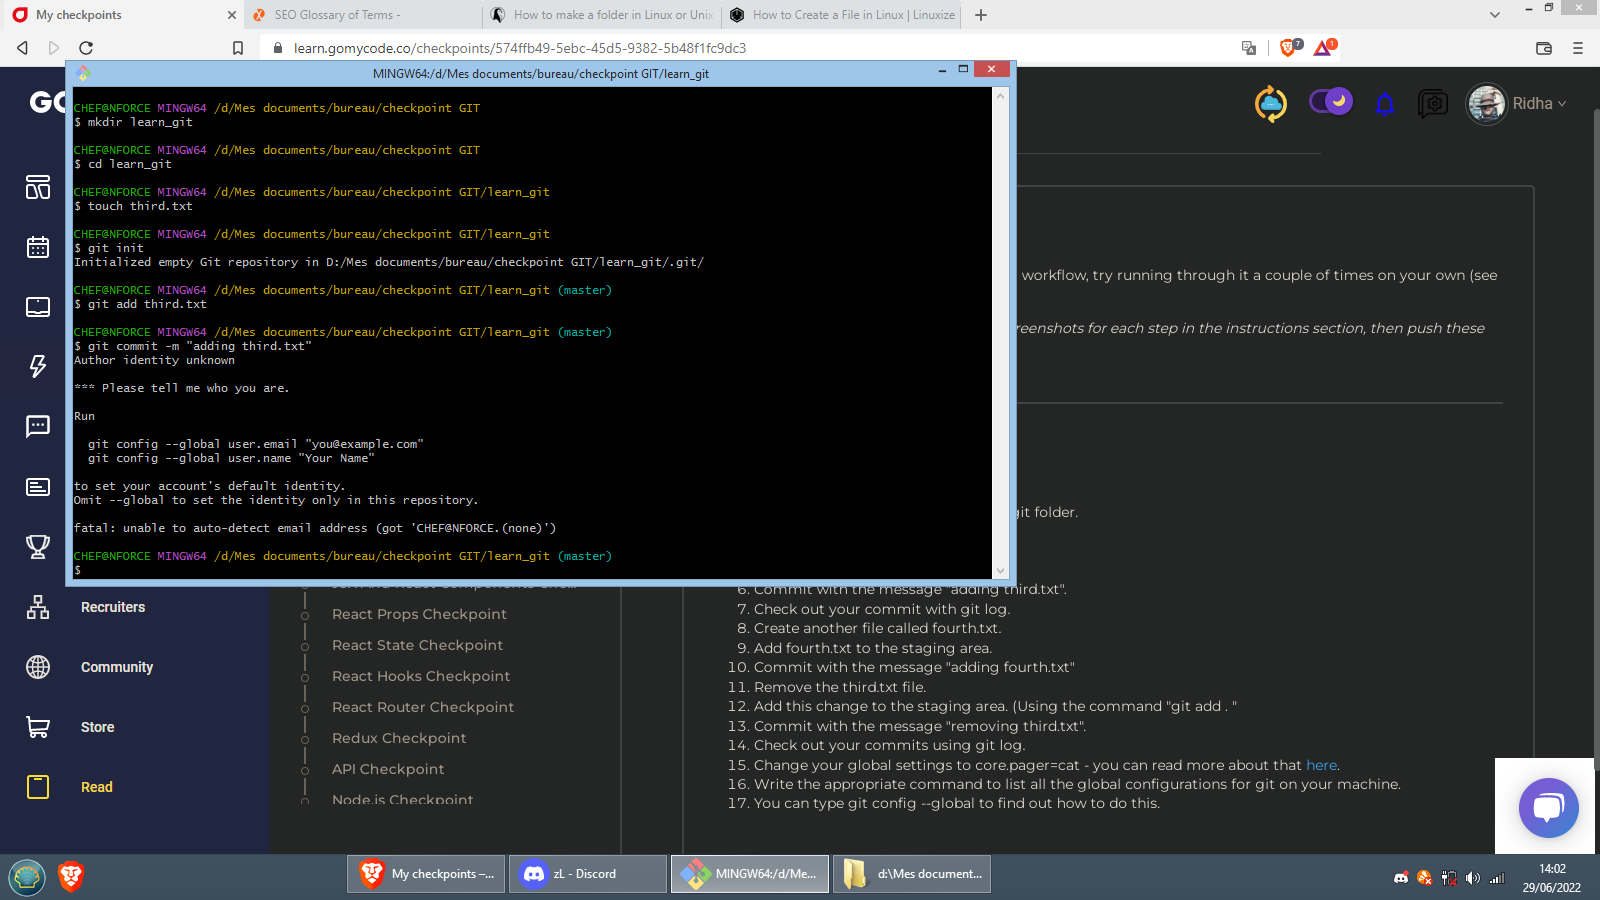 My checkpoints
SEO Glossary of Terms -
How to make a folder in Linux or Unix
How to Create a File in Linux | Linuxize
learn.gomycode.co/checkpoints/574ffb49-5ebc-45d5-9382-5b48f1fc9dc3
7
1
MINGW64:/d/Mes documents/bureau/checkpoint GIT/learn_git
GO
Ridha
CHEF@NFORCE MINGW64 /d/Mes documents/bureau/checkpoint GIT
$ mkdir learn_git
CHEF@NFORCE MINGW64 /d/Mes documents/bureau/checkpoint GIT
$ cd learn_git
CHEF@NFORCE MINGW64 /d/Mes documents/bureau/checkpoint GIT/learn_git
$ touch third.txt
CHEF@NFORCE MINGW64 /d/Mes documents/bureau/checkpoint GIT/learn_git
$ git init
Initialized empty Git repository in D:/Mes documents/bureau/checkpoint GIT/learn_git/.git/
CHEF@NFORCE MINGW64 /d/Mes documents/bureau/checkpoint GIT/learn_git (master)
$ git add third.txt
CHEF@NFORCE MINGW64 /d/Mes documents/bureau/checkpoint GIT/learn_git (master)
$ git commit -m "adding third.txt"
Author identity unknown
*** Please tell me who you are.
Run
git config --global user.email "you@example.com"
git config --global user.name "Your Name"
to set your account's default identity.
Omit --global to set the identity only in this repository.
fatal: unable to auto-detect email address (got 'CHEF@NFORCE.(none)')
CHEF@NFORCE MINGW64 /d/Mes documents/bureau/checkpoint GIT/learn_git (master)
$
workflow, try running through it a couple of times on your own (see
reenshots for each step in the instructions section, then push these
git folder.
Recruiters
Community
Store
Read
React Props Checkpoint
React State Checkpoint
React Hooks Checkpoint
React Router Checkpoint
Redux Checkpoint
API Checkpoint
Node.js Checkpoint
6. Commit with the message "adding third.txt".
7. Check out your commit with git log.
8. Create another file called fourth.txt.
9. Add fourth.txt to the staging area.
10. Commit with the message "adding fourth.txt"
11. Remove the third.txt file.
12. Add this change to the staging area. (Using the command "git add . "
13. Commit with the message "removing third.txt".
14. Check out your commits using git log.
15. Change your global settings to core.pager=cat - you can read more about that here.
16. Write the appropriate command to list all the global configurations for git on your machine.
17. You can type git config --global to find out how to do this.
My checkpoints –...
zL - Discord
MINGW64:/d/Me...
d:\Mes document...
14:02
29/06/2022